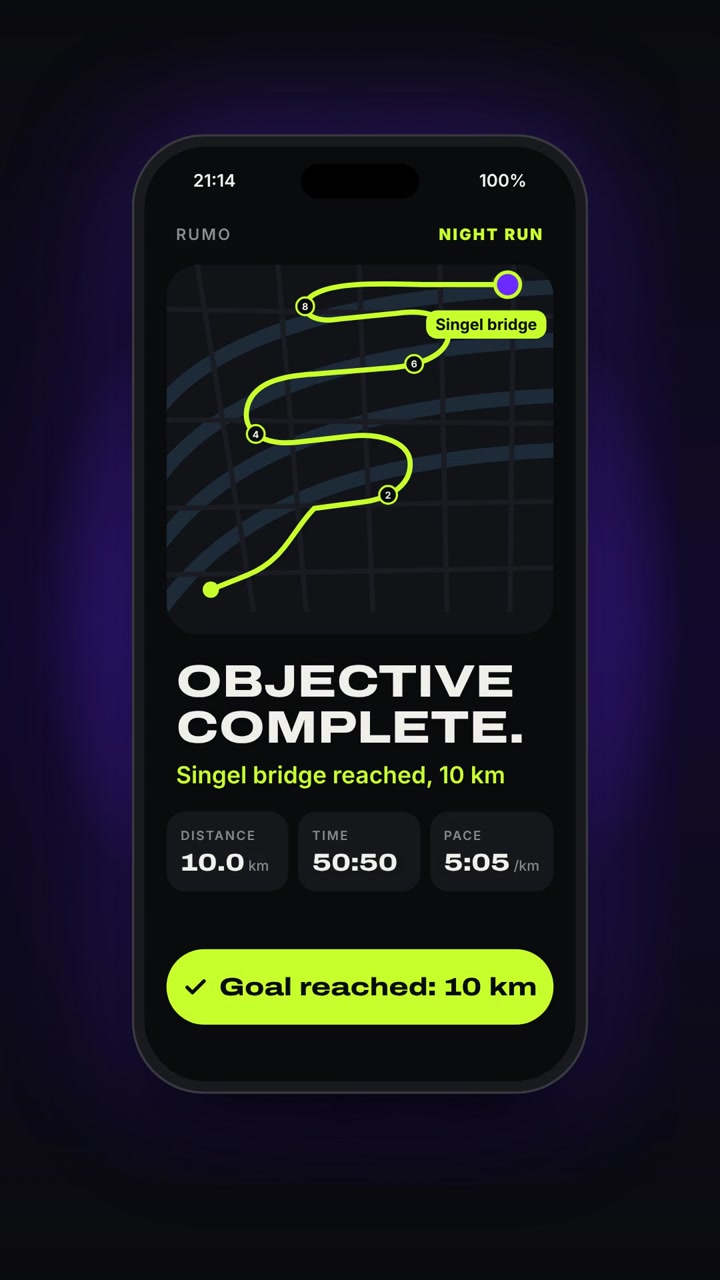 21:14 100%
RUMO NIGHT RUN
8
Singel bridge
6
4
2
OBJECTIVE
COMPLETE.
Singel bridge reached, 10 km
DISTANCE TIME PACE
10.0 km 50:50 5:05 /km
Goal reached: 10 km